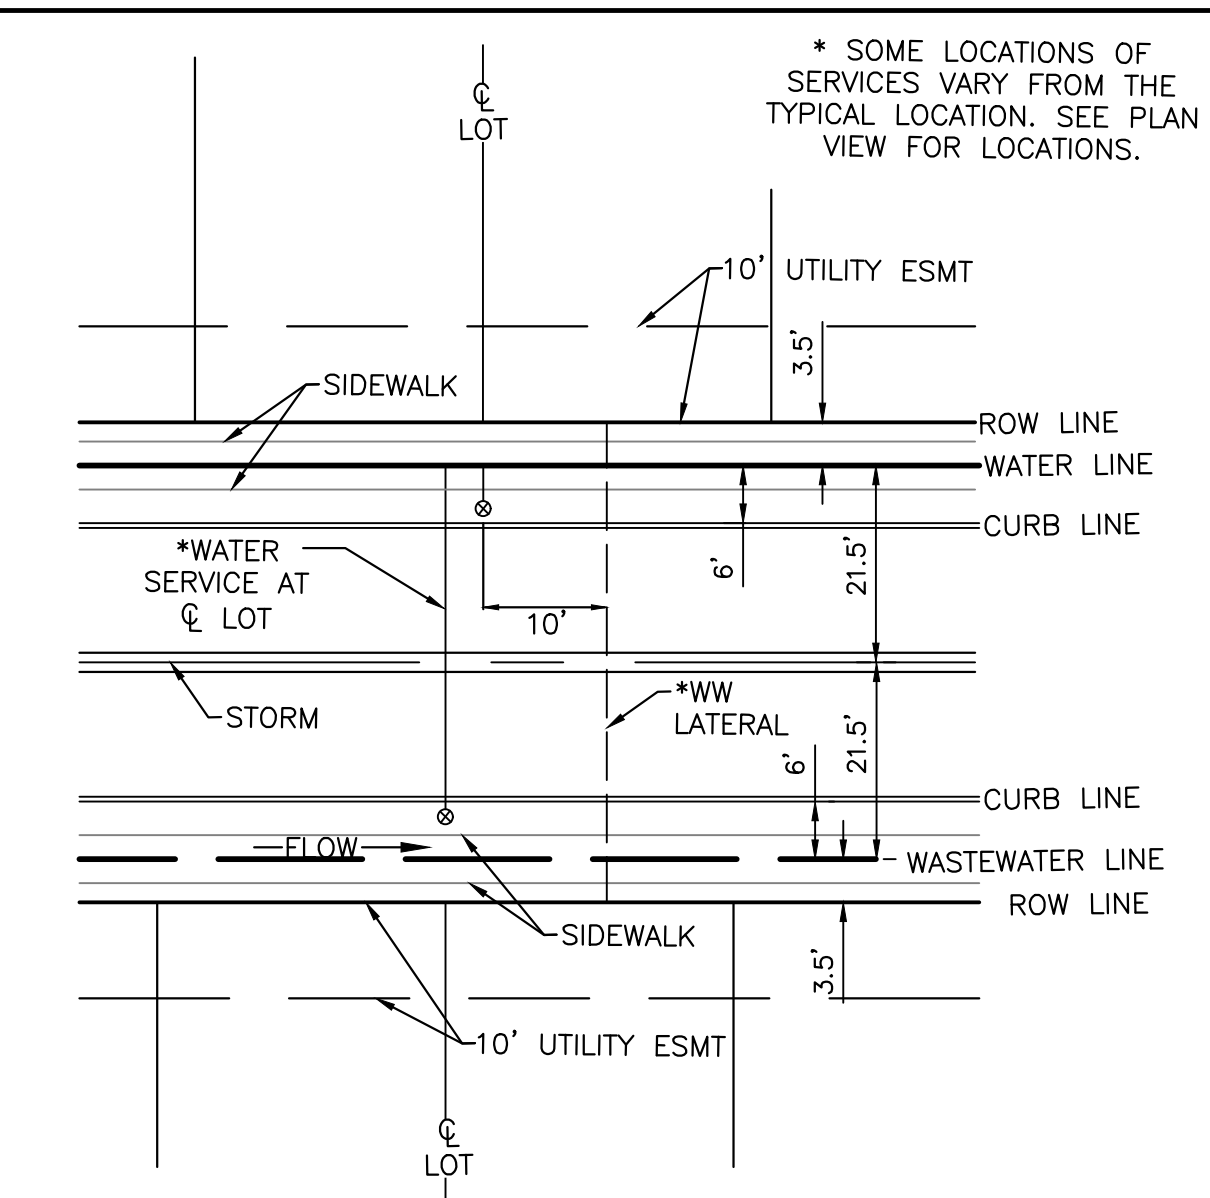 * SOME LOCATIONS OF
SERVICES VARY FROM THE
TYPICAL LOCATION. SEE PLAN
VIEW FOR LOCATIONS.
℄
LOT
10' UTILITY ESMT
3.5'
SIDEWALK
ROW LINE
WATER LINE
CURB LINE
*WATER
SERVICE AT
℄ LOT
6'
21.5'
10'
STORM
*WW
LATERAL
6'
21.5'
CURB LINE
FLOW
WASTEWATER LINE
ROW LINE
SIDEWALK
3.5'
10' UTILITY ESMT
℄
LOT